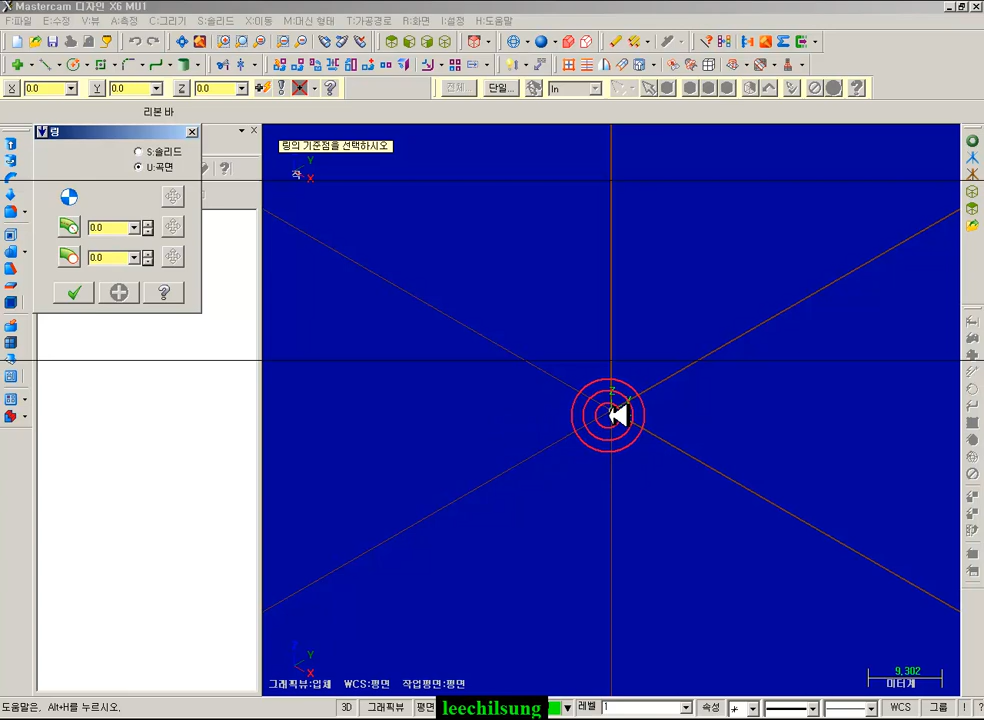 Mastercam 디자인 X6 MU1
F:파일 E:수정 V:뷰 A:측정 C:그리기 S:솔리드 X:이동 M:머신 형태 T:가공경로 R:화면 I:설정 H:도움말
X 0.0 Y 0.0 Z 0.0 전체... 단일... In
리본 바
링
S:솔리드
U:곡면
0.0
0.0
링의 기준점을 선택하시오
Y
X
Z
Y
X
그래픽뷰:입체 WCS:평면 작업평면:평면
9.302
미터계
도움말은, Alt+H를 누르시오.
3D 그래픽뷰 평면 leechilsung 레벨 1 속성 WCS 그룹 ! ?